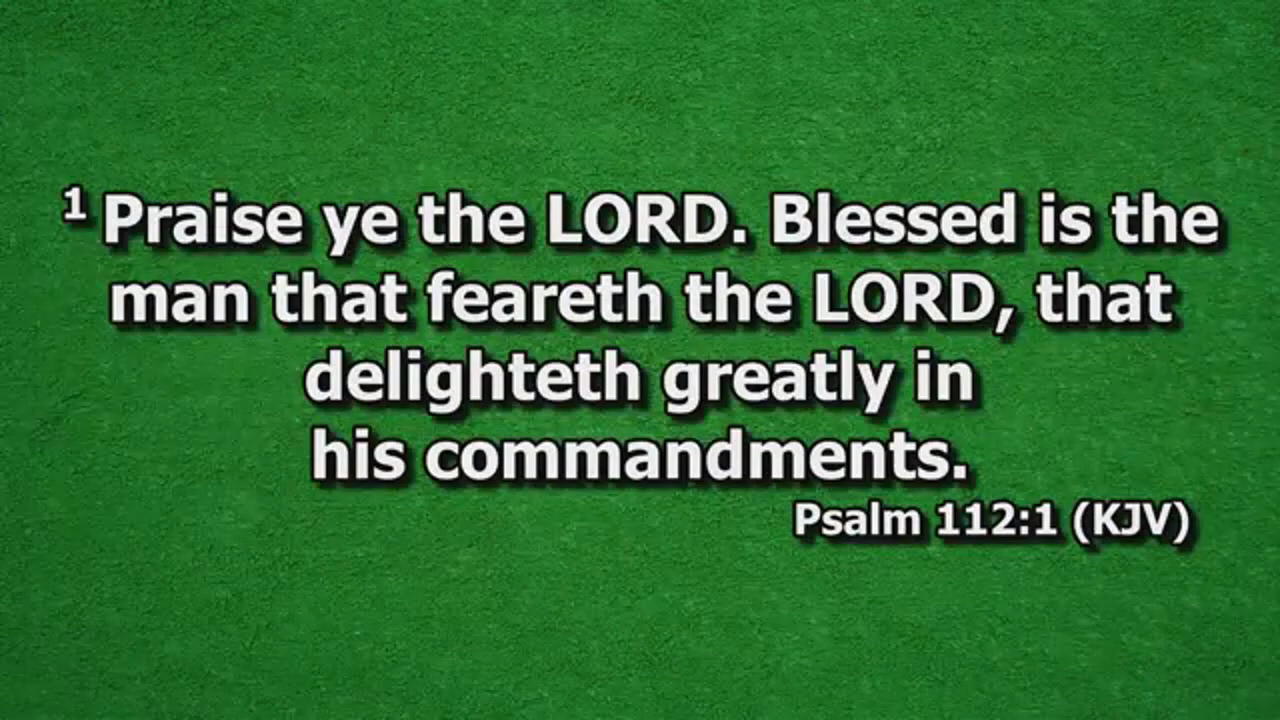 1 Praise ye the LORD. Blessed is the
man that feareth the LORD, that
delighteth greatly in
his commandments.
Psalm 112:1 (KJV)